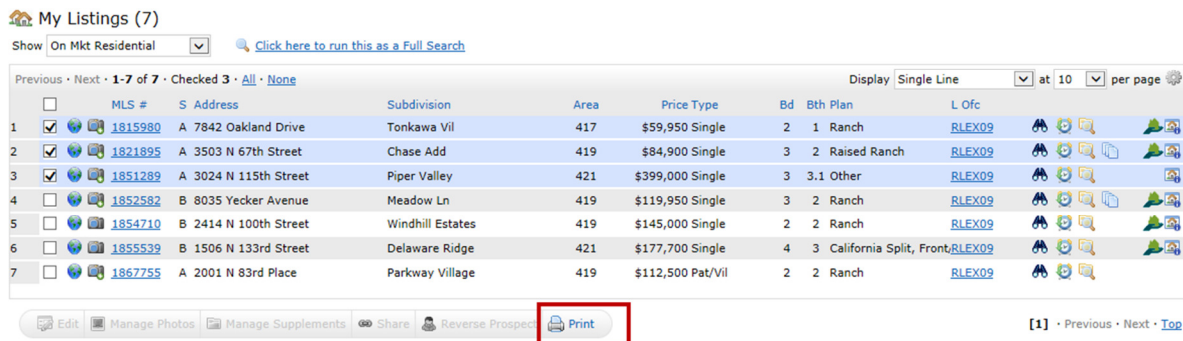 My Listings (7)
Show On Mkt Residential Click here to run this as a Full Search
Previous · Next · 1-7 of 7 · Checked 3 · All · None Display Single Line at 10 per page
MLS # S Address Subdivision Area Price Type Bd Bth Plan L Ofc
1 1815980 A 7842 Oakland Drive Tonkawa Vil 417 $59,950 Single 2 1 Ranch RLEX09
2 1821895 A 3503 N 67th Street Chase Add 419 $84,900 Single 3 2 Raised Ranch RLEX09
3 1851289 A 3024 N 115th Street Piper Valley 421 $399,000 Single 3 3.1 Other RLEX09
4 1852582 B 8035 Yecker Avenue Meadow Ln 419 $119,950 Single 3 2 Ranch RLEX09
5 1854710 B 2414 N 100th Street Windhill Estates 419 $145,000 Single 2 2 Ranch RLEX09
6 1855539 B 1506 N 133rd Street Delaware Ridge 421 $177,700 Single 4 3 California Split, Front/RLEX09
7 1867755 A 2001 N 83rd Place Parkway Village 419 $112,500 Pat/Vil 2 2 Ranch RLEX09
Edit Manage Photos Manage Supplements Share Reverse Prospect Print [1] · Previous · Next · Top